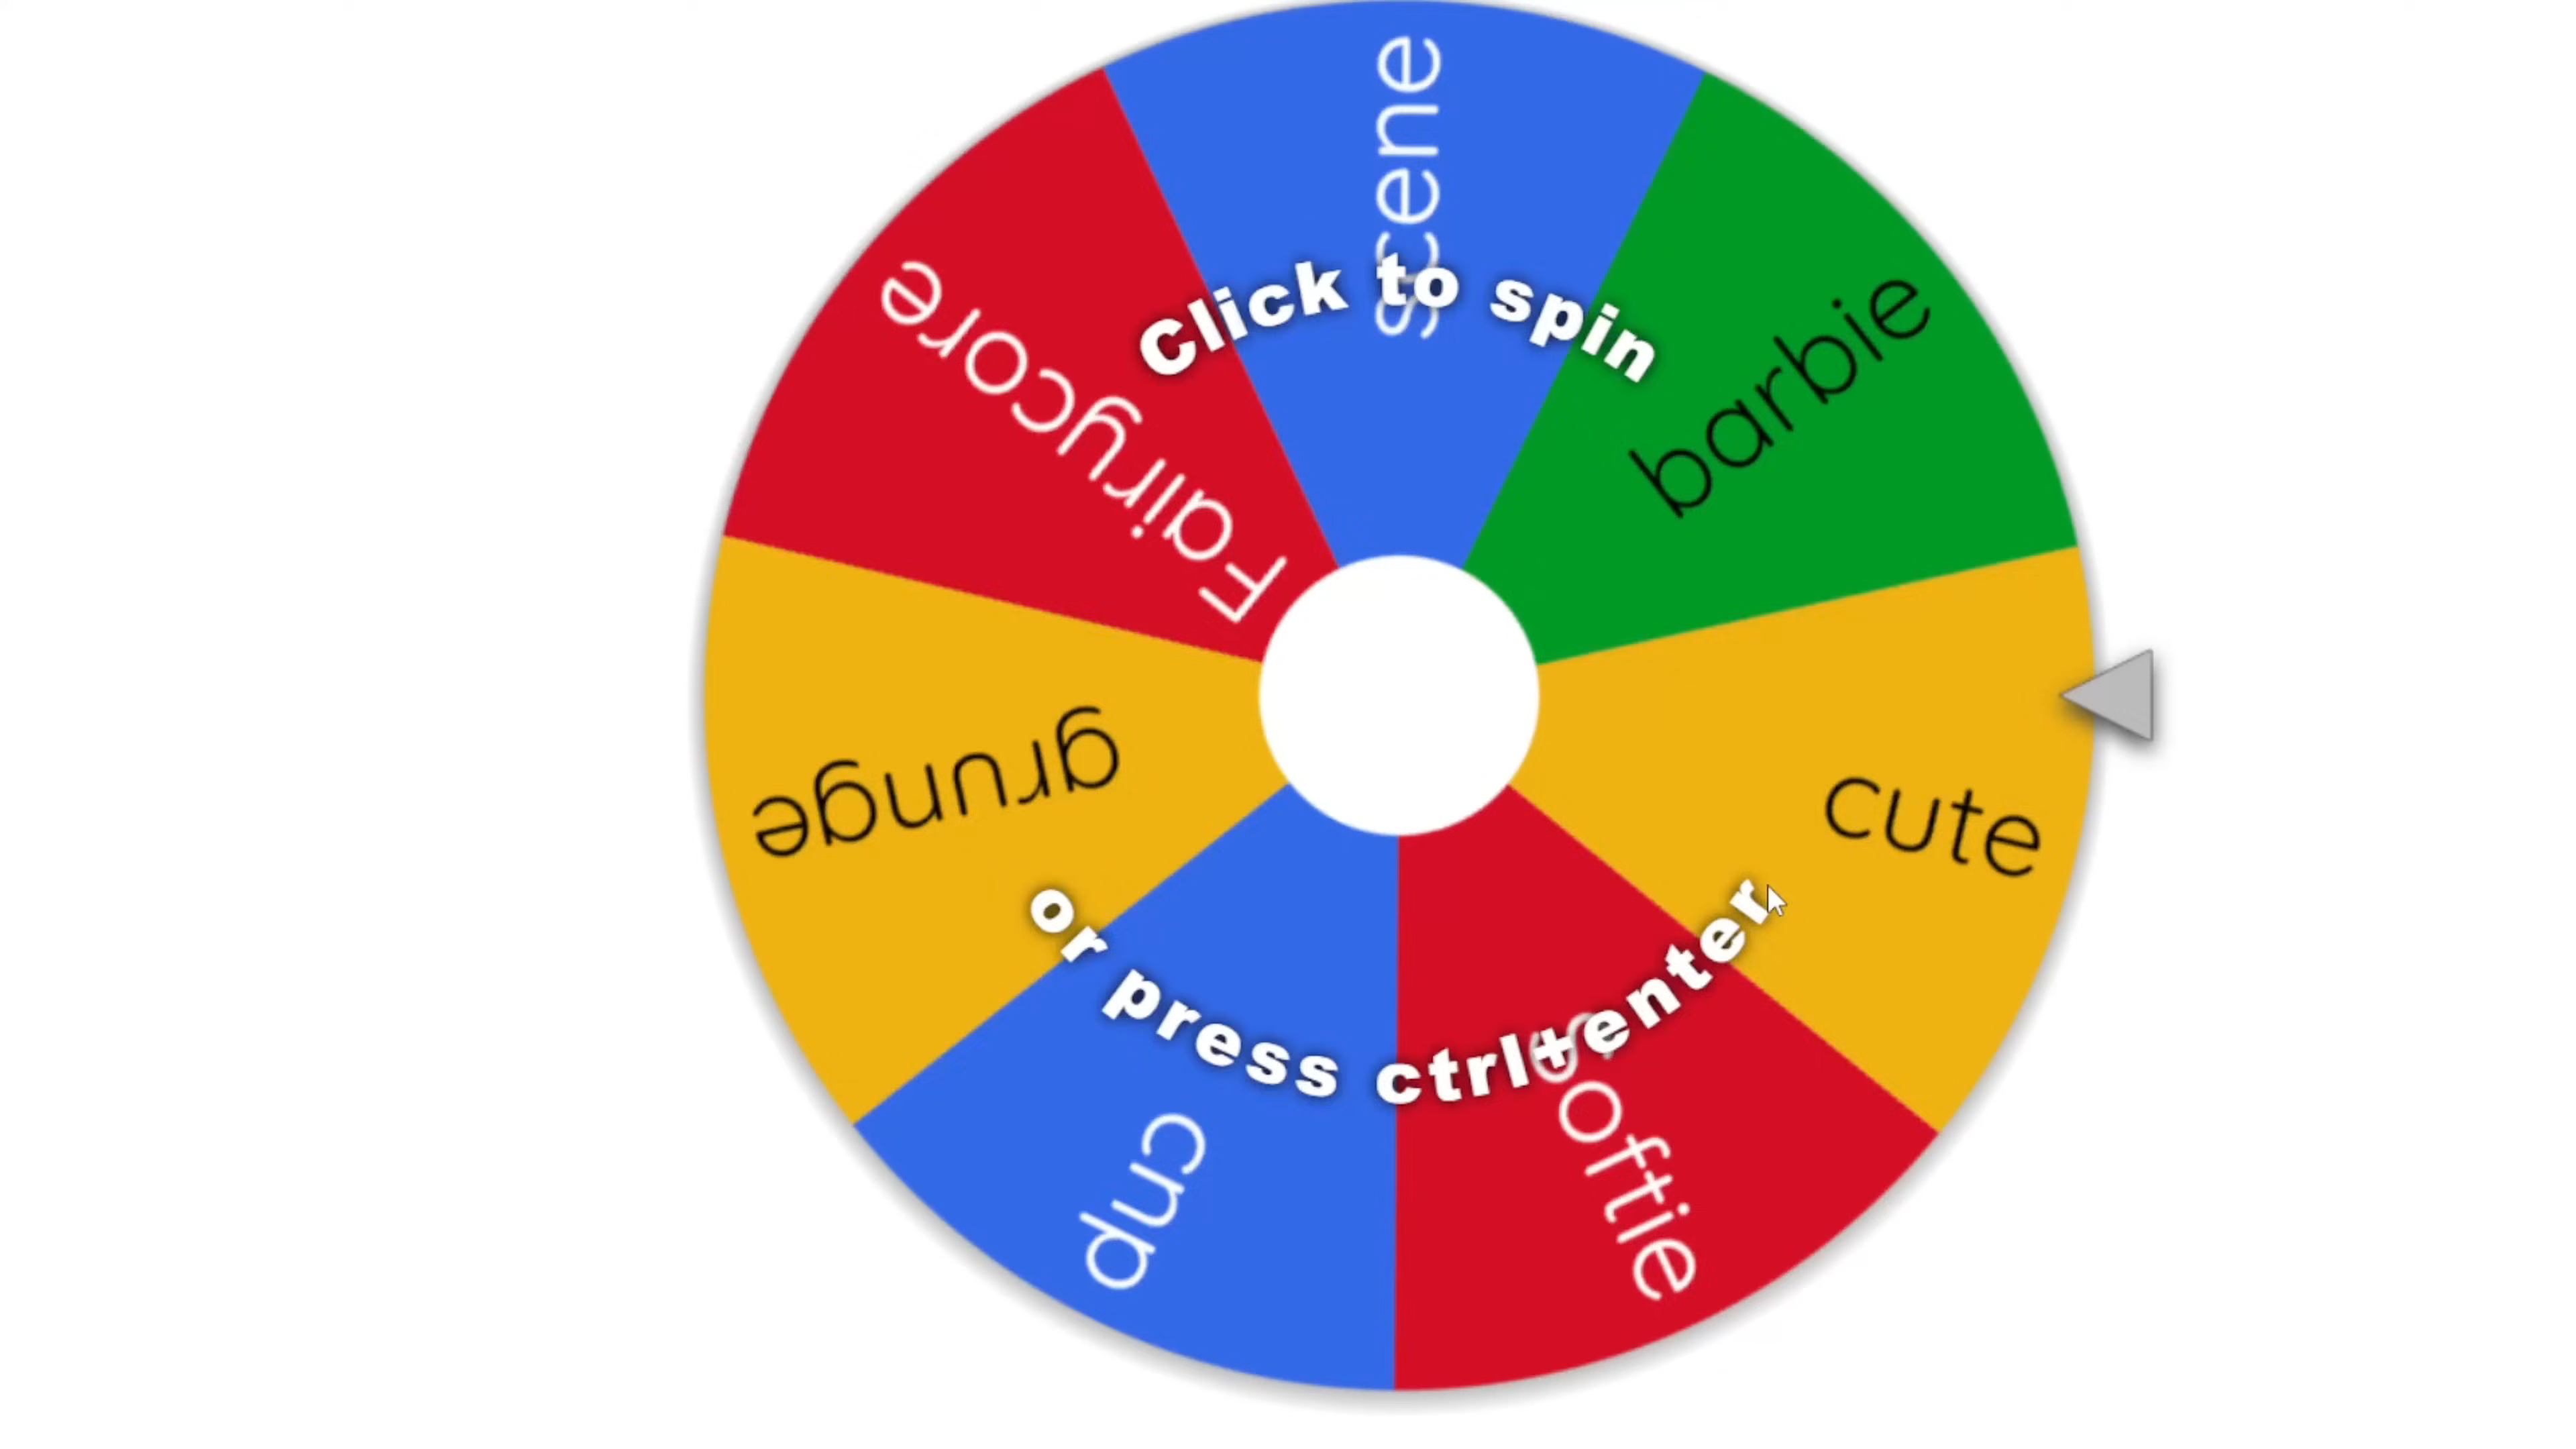 scene
Click to spin
barbie
Fairycore
grunge
cute
or press ctrl+enter
softie
cnp